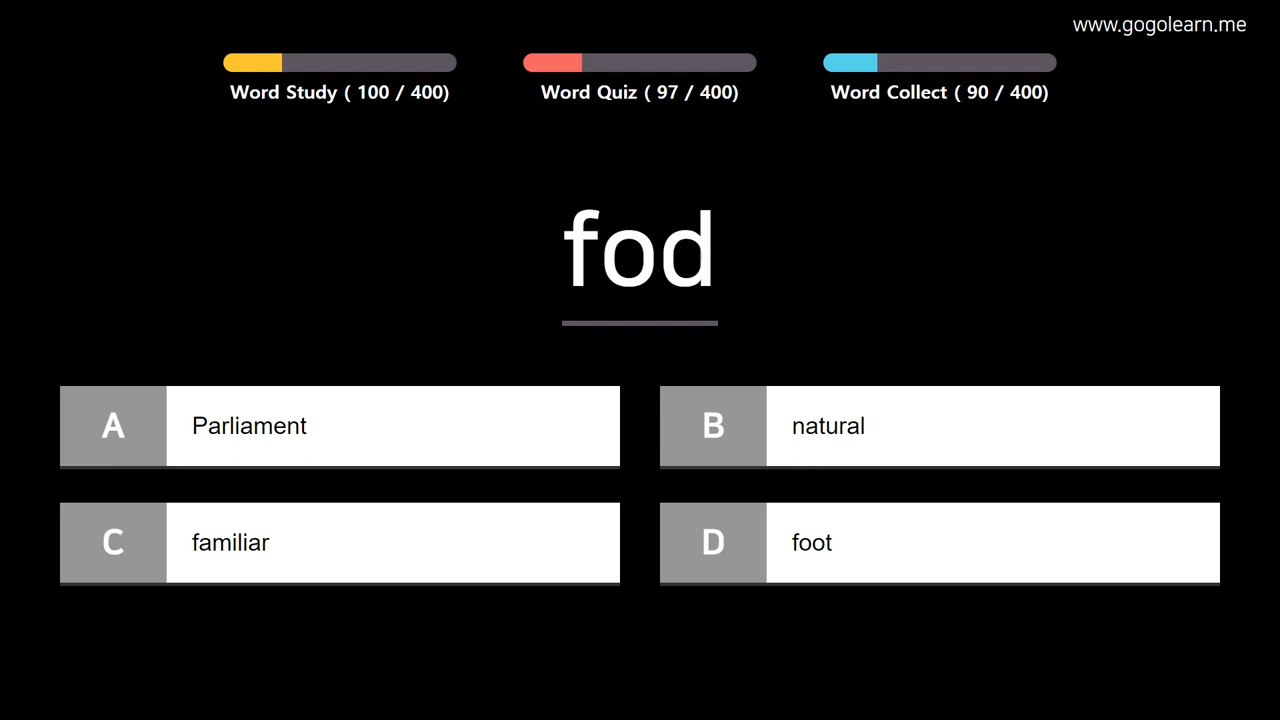 www.gogolearn.me
Word Study ( 100 / 400)
Word Quiz ( 97 / 400)
Word Collect ( 90 / 400)
fod
A Parliament
B natural
C familiar
D foot